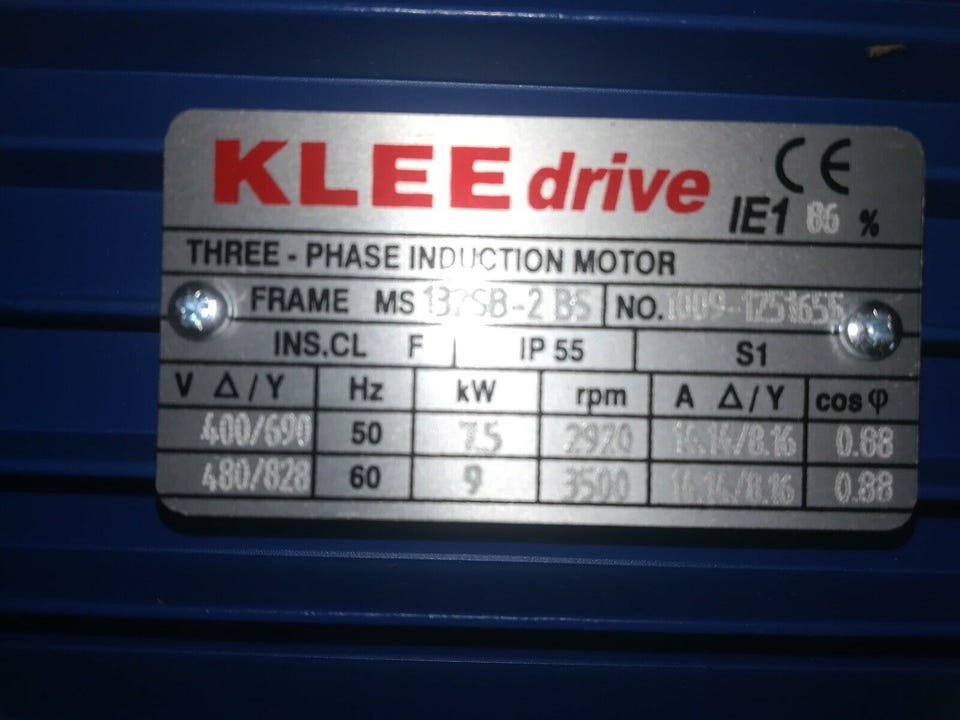 KLEE drive CE
IE1 86 %
THREE - PHASE INDUCTION MOTOR
FRAME MS 132SB-2 B5 NO.
INS.CL F IP 55 S1
V Δ/Y Hz kW rpm A Δ/Y cos φ
400/690 50 7.5 2920 14.14/8.16 0.88
480/828 60 9 3500 14.14/8.16 0.88